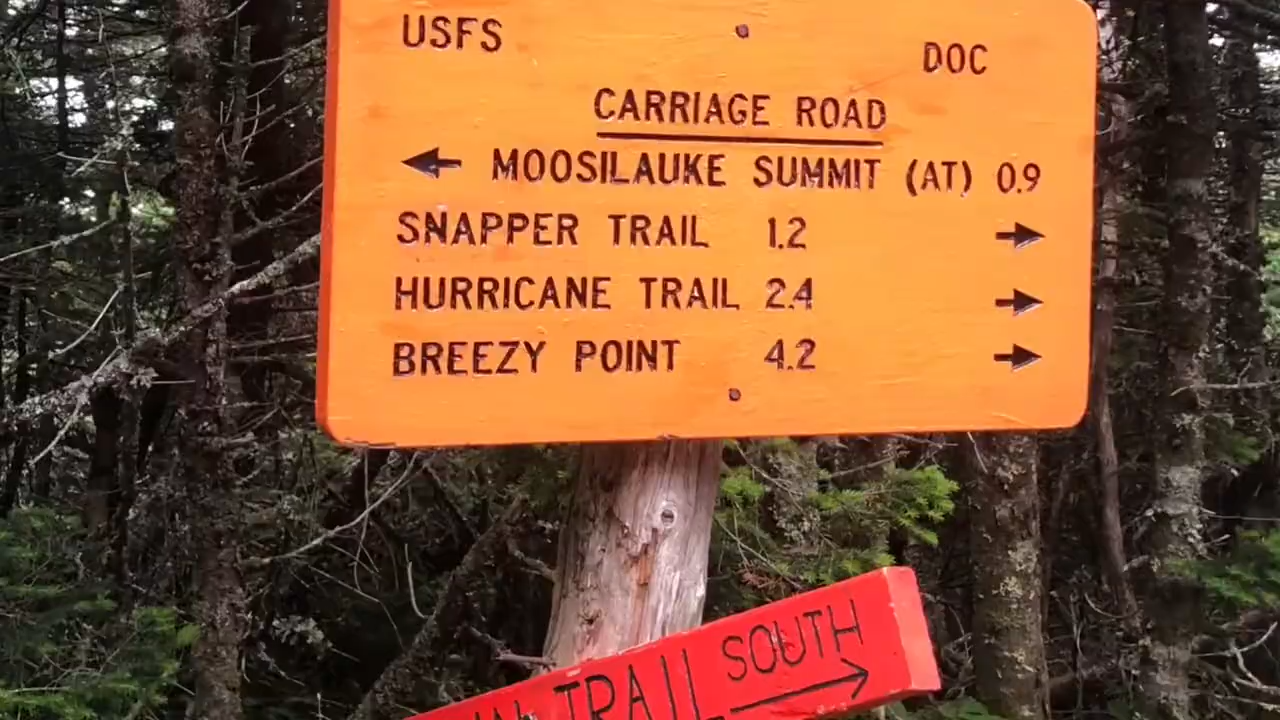 USFS
DOC
CARRIAGE ROAD
MOOSILAUKE SUMMIT (AT) 0.9
SNAPPER TRAIL 1.2
HURRICANE TRAIL 2.4
BREEZY POINT 4.2
TRAIL SOUTH